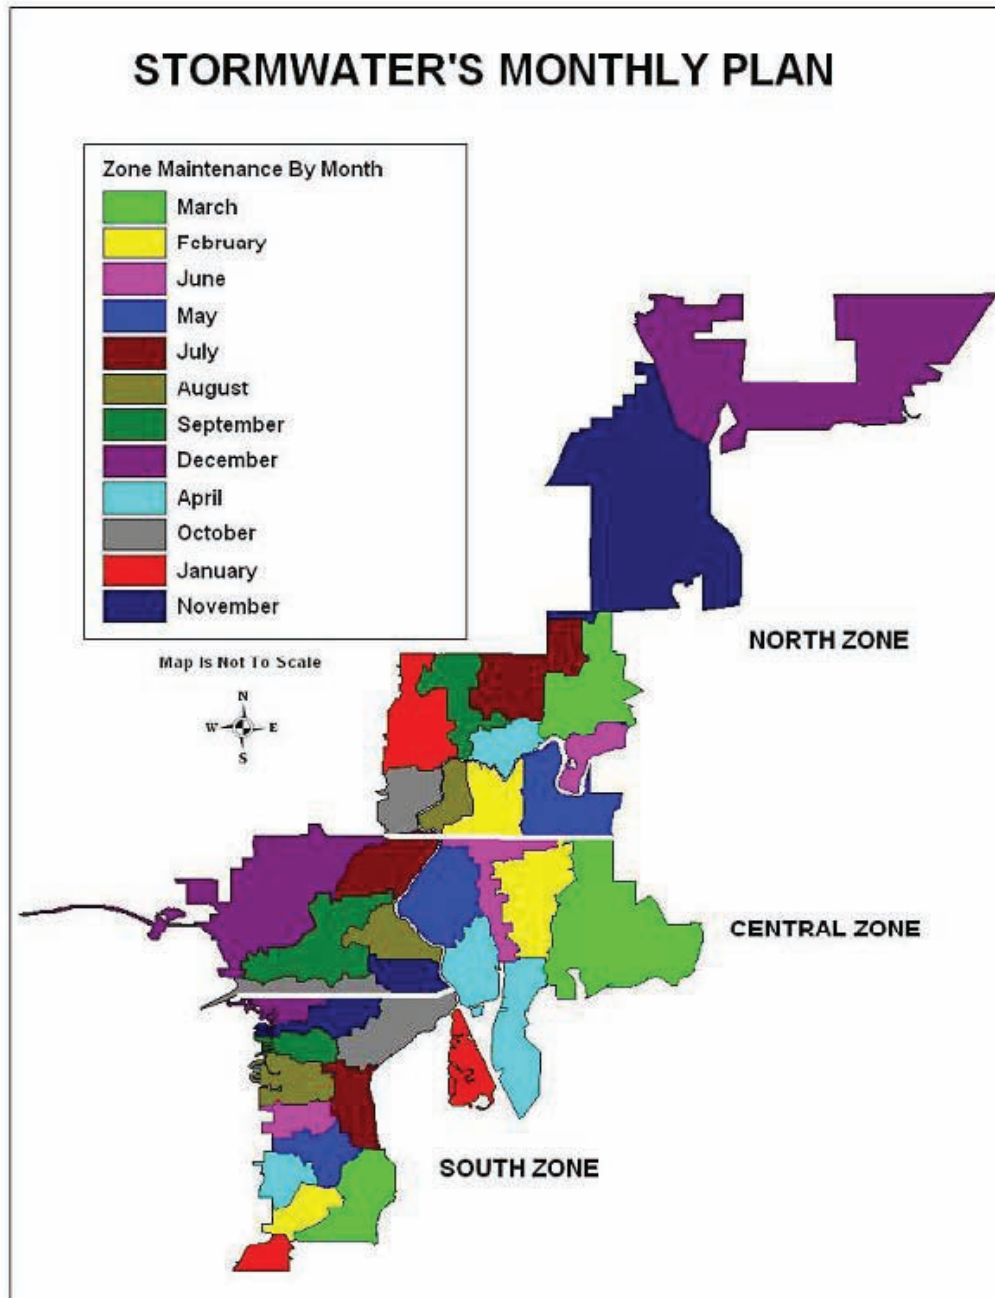 STORMWATER'S MONTHLY PLAN
Zone Maintenance By Month
March
February
June
May
July
August
September
December
April
October
January
November
Map Is Not To Scale
N
W E
S
NORTH ZONE
CENTRAL ZONE
SOUTH ZONE